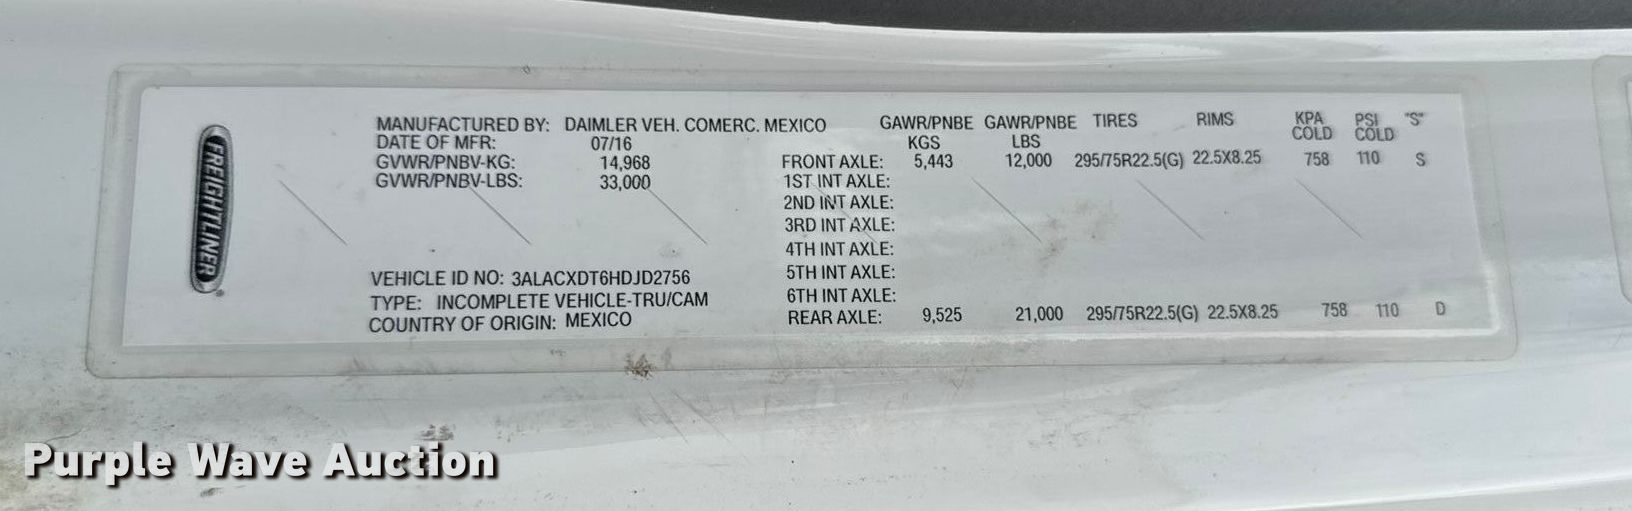 FREIGHTLINER
MANUFACTURED BY: DAIMLER VEH. COMERC. MEXICO
DATE OF MFR: 07/16
GVWR/PNBV-KG: 14,968
GVWR/PNBV-LBS: 33,000
VEHICLE ID NO: 3ALACXDT6HDJD2756
TYPE: INCOMPLETE VEHICLE-TRU/CAM
COUNTRY OF ORIGIN: MEXICO
GAWR/PNBE KGS GAWR/PNBE LBS TIRES RIMS KPA COLD PSI COLD "S"
FRONT AXLE: 5,443 12,000 295/75R22.5(G) 22.5X8.25 758 110 S
1ST INT AXLE:
2ND INT AXLE:
3RD INT AXLE:
4TH INT AXLE:
5TH INT AXLE:
6TH INT AXLE:
REAR AXLE: 9,525 21,000 295/75R22.5(G) 22.5X8.25 758 110 D
Purple Wave Auction